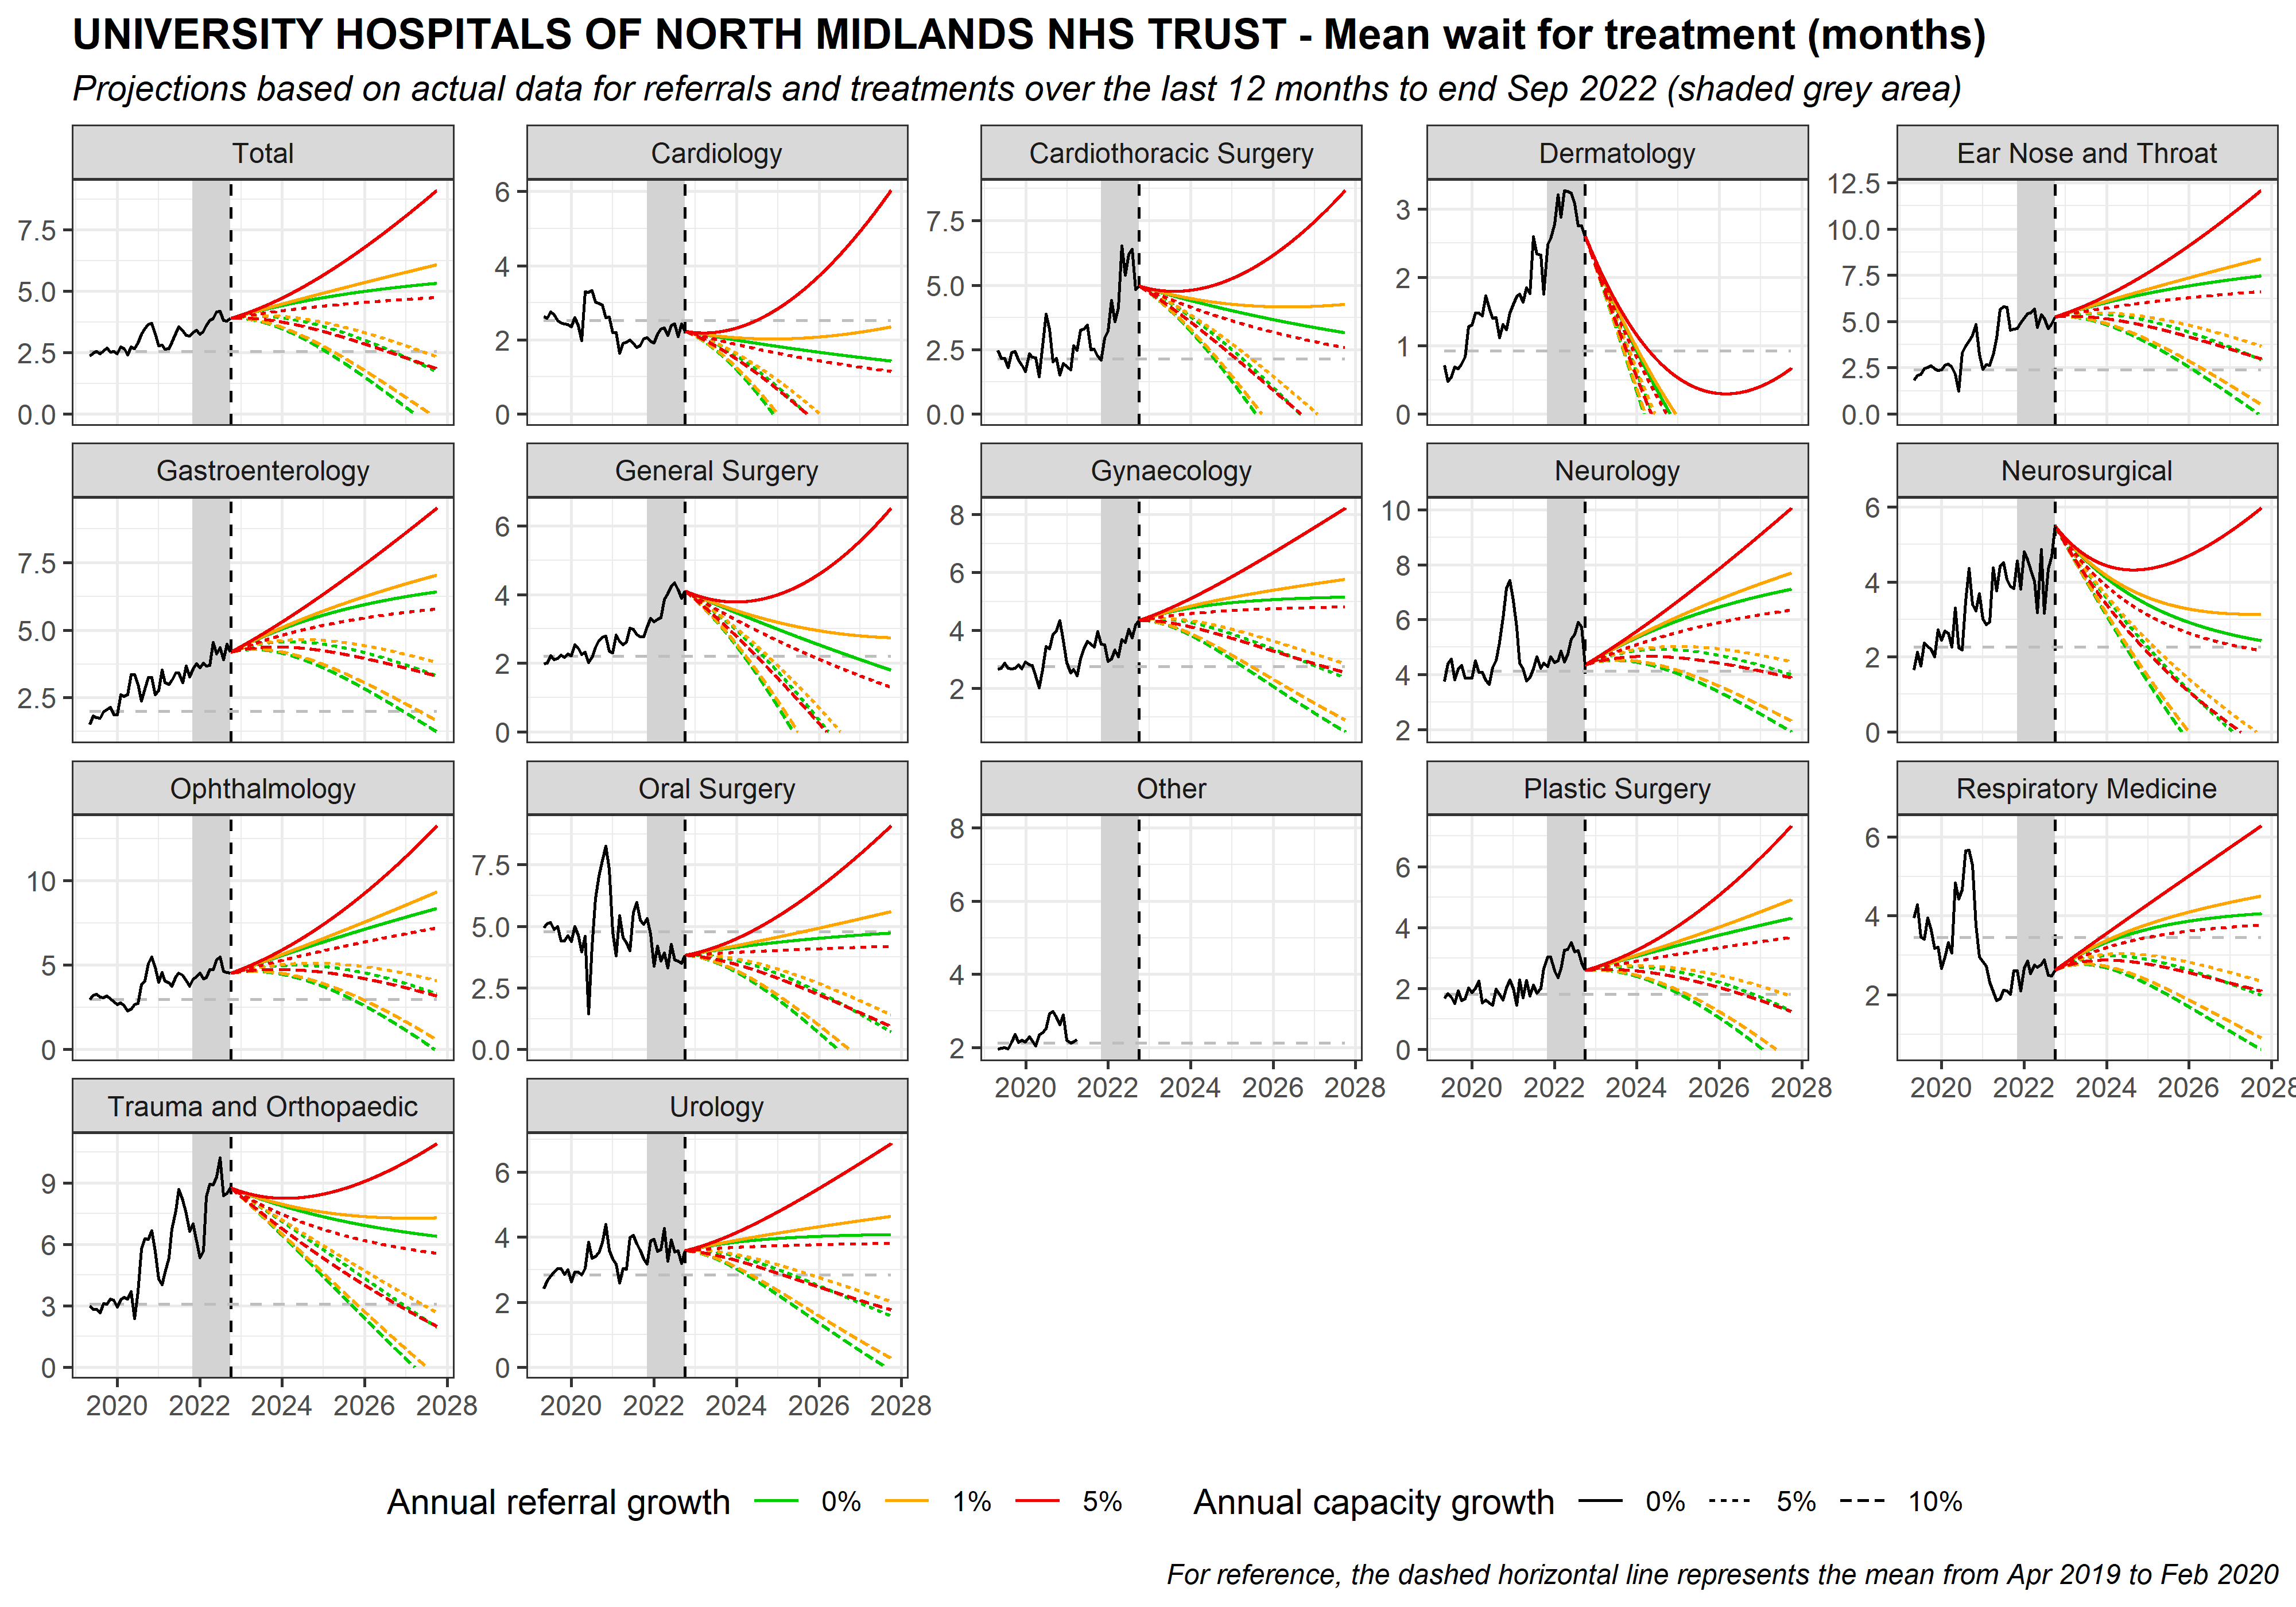 UNIVERSITY HOSPITALS OF NORTH MIDLANDS NHS TRUST - Mean wait for treatment (months)
Projections based on actual data for referrals and treatments over the last 12 months to end Sep 2022 (shaded grey area)
Total
7.5
5.0
2.5
0.0
Cardiology
6
4
2
0
Cardiothoracic Surgery
7.5
5.0
2.5
0.0
Dermatology
3
2
1
0
Ear Nose and Throat
12.5
10.0
7.5
5.0
2.5
0.0
Gastroenterology
7.5
5.0
2.5
General Surgery
6
4
2
0
Gynaecology
8
6
4
2
Neurology
10
8
6
4
2
Neurosurgical
6
4
2
0
Ophthalmology
10
5
0
Oral Surgery
7.5
5.0
2.5
0.0
Other
8
6
4
2
2020 2022 2024 2026 2028
Plastic Surgery
6
4
2
0
2020 2022 2024 2026 2028
Respiratory Medicine
6
4
2
2020 2022 2024 2026 2028
Trauma and Orthopaedic
9
6
3
0
2020 2022 2024 2026 2028
Urology
6
4
2
0
2020 2022 2024 2026 2028
Annual referral growth 0% 1% 5% Annual capacity growth 0% 5% 10%
For reference, the dashed horizontal line represents the mean from Apr 2019 to Feb 2020